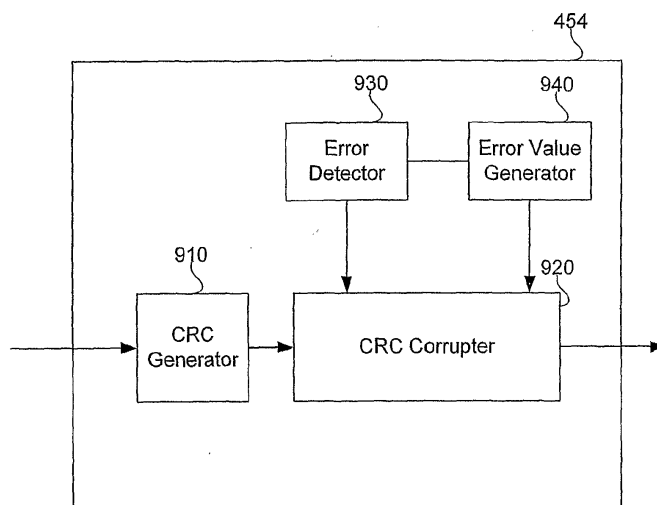 454
930
940
Error
Detector
Error Value
Generator
910
920
CRC
Generator
CRC Corrupter